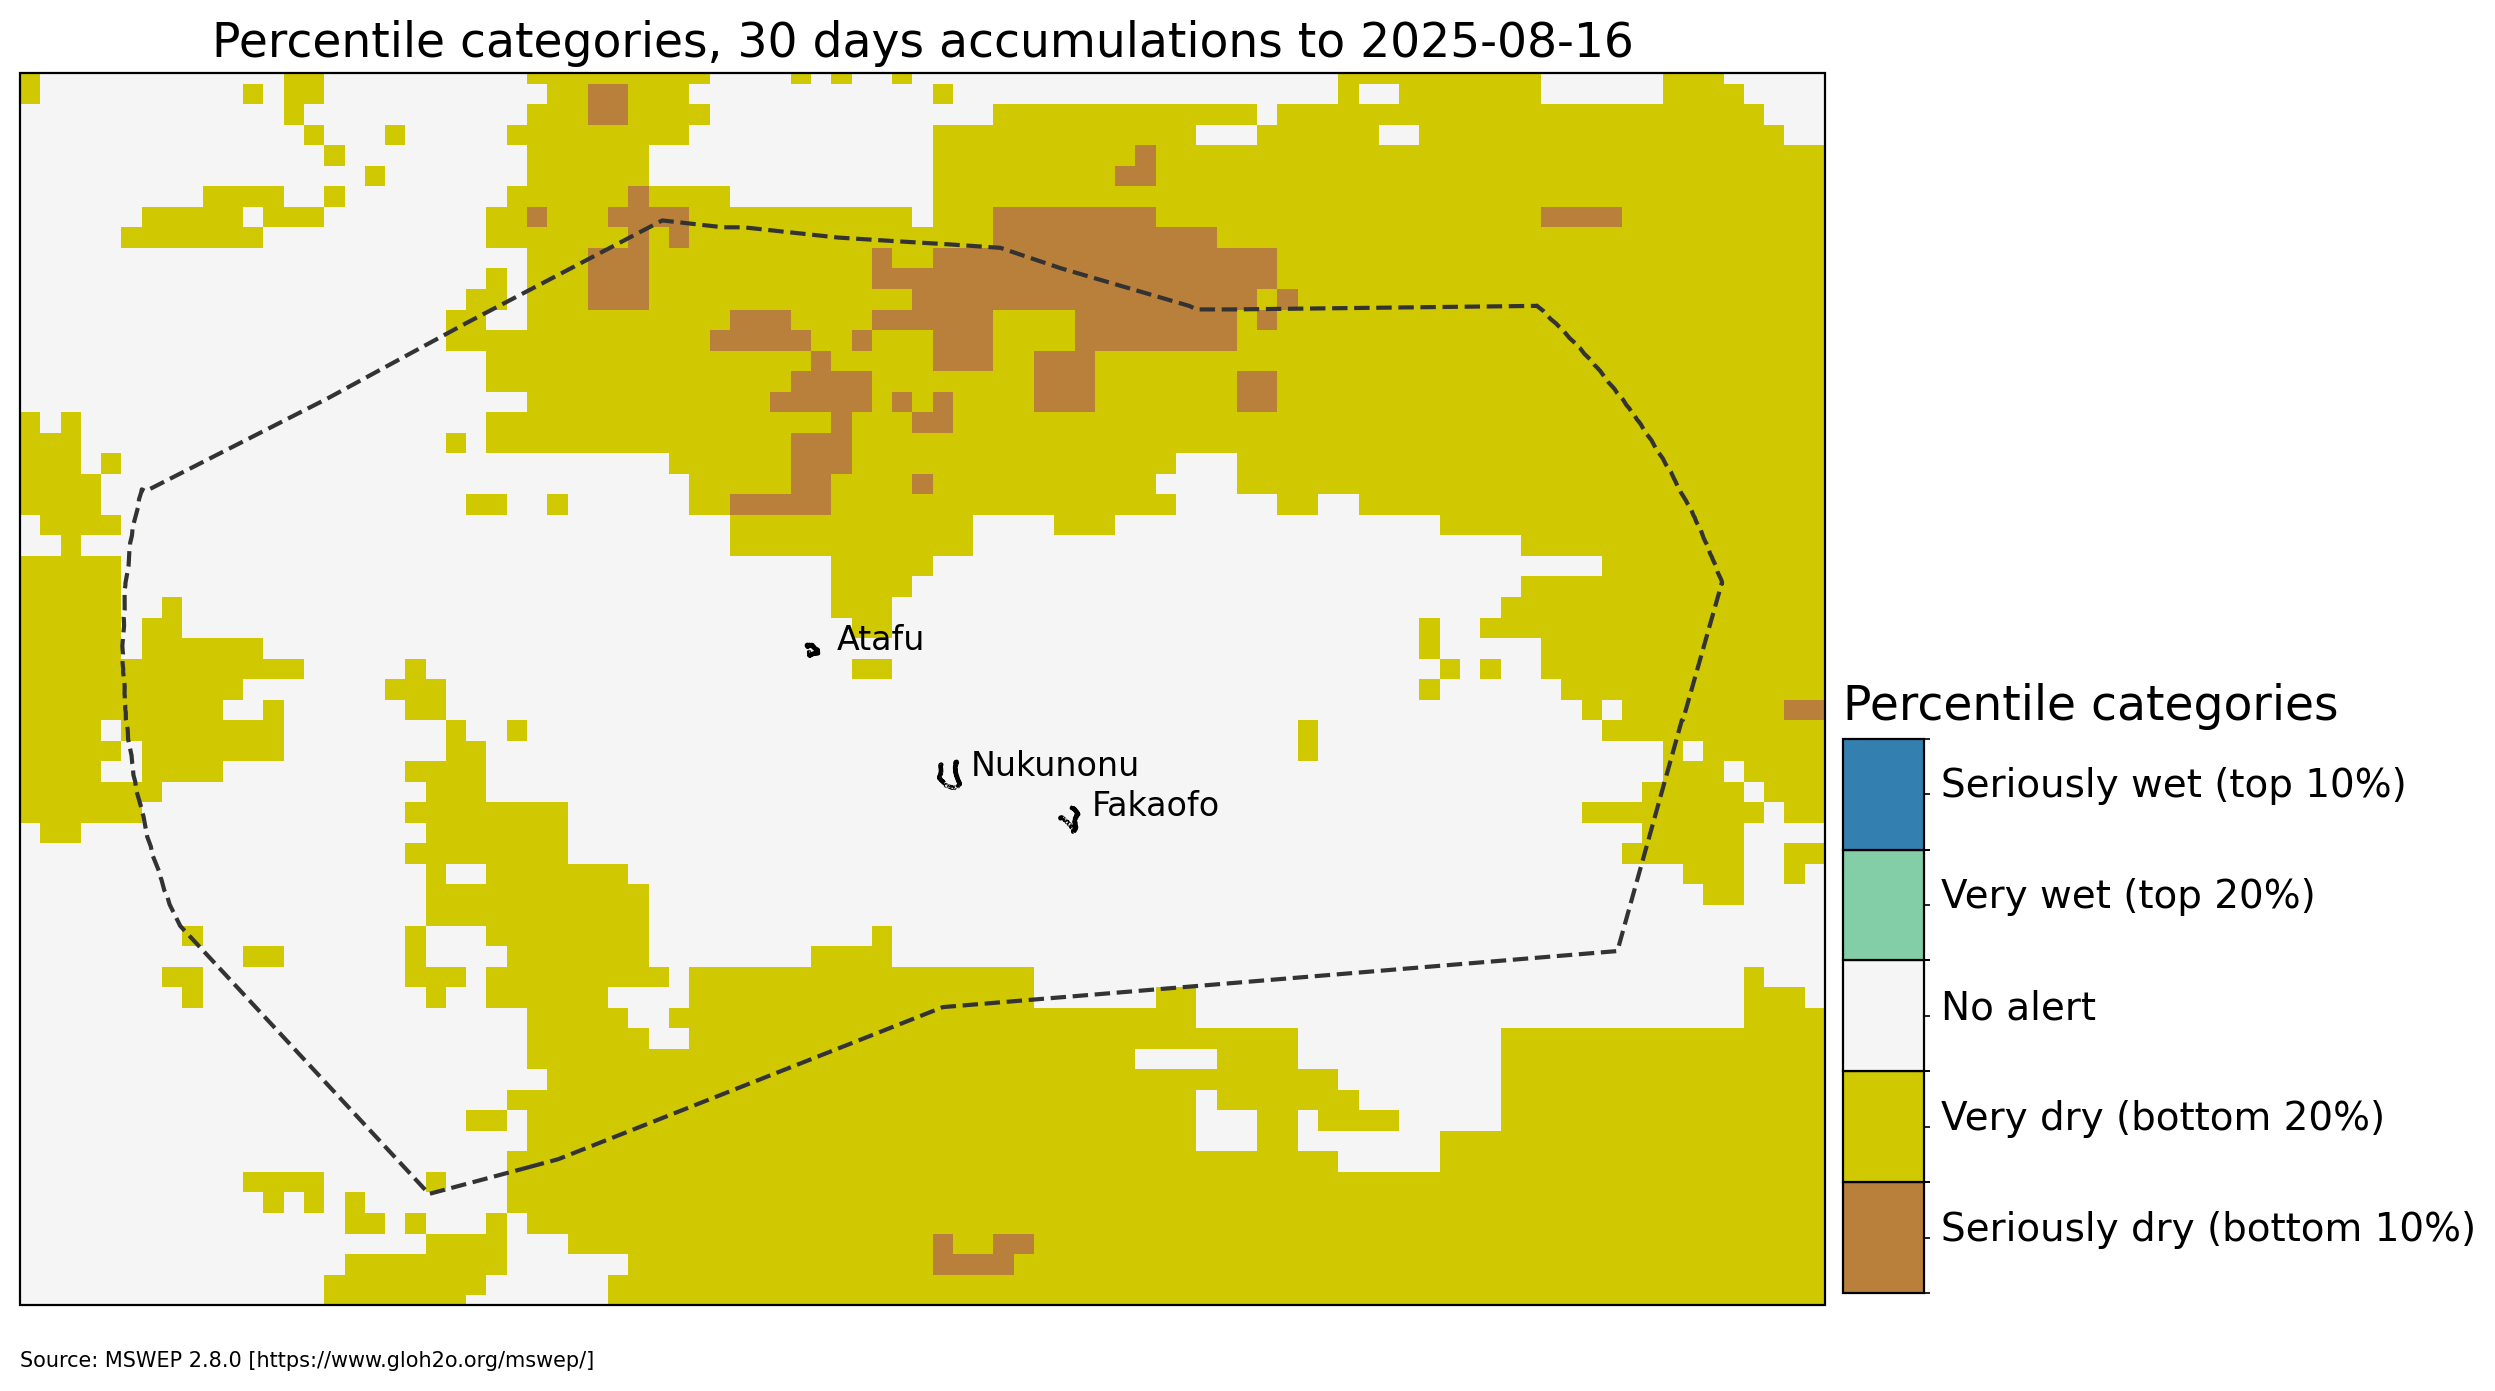 Percentile categories, 30 days accumulations to 2025-08-16
Atafu
Nukunonu
Fakaofo
Percentile categories
Seriously wet (top 10%)
Very wet (top 20%)
No alert
Very dry (bottom 20%)
Seriously dry (bottom 10%)
Source: MSWEP 2.8.0 [https://www.gloh2o.org/mswep/]